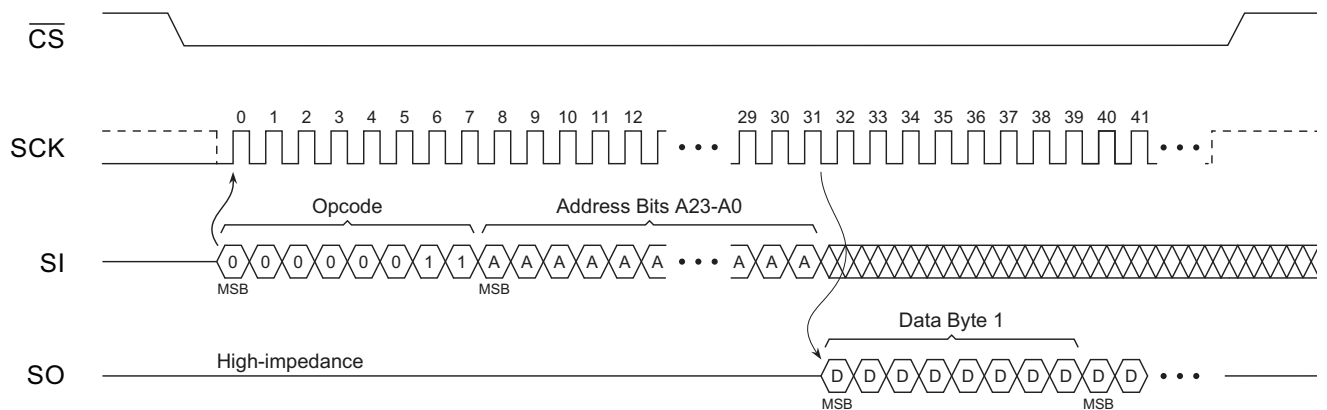 CS
0 1 2 3 4 5 6 7 8 9 10 11 12 29 30 31 32 33 34 35 36 37 38 39 40 41
SCK
Opcode Address Bits A23-A0
SI 0 0 0 0 0 0 1 1 A A A A A A A A A
MSB MSB
Data Byte 1
High-impedance
SO D D D D D D D D D D
MSB MSB